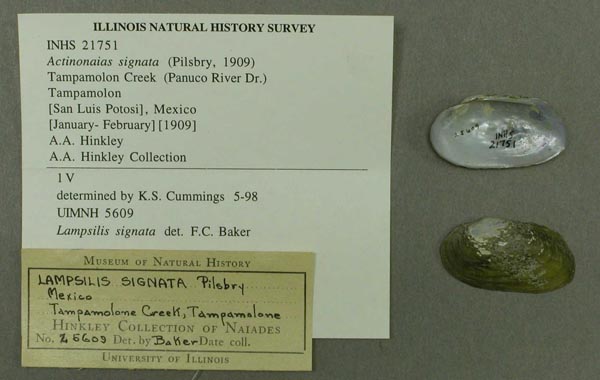 ILLINOIS NATURAL HISTORY SURVEY
INHS 21751
Actinonaias signata (Pilsbry, 1909)
Tampamolon Creek (Panuco River Dr.)
Tampamolon
[San Luis Potosi], Mexico
[January- February] [1909]
A.A. Hinkley
A.A. Hinkley Collection
1 V
determined by K.S. Cummings 5-98
UIMNH 5609
Lampsilis signata det. F.C. Baker
MUSEUM OF NATURAL HISTORY
LAMPSILIS SIGNATA Pilsbry
Mexico
Tampamolone Creek, Tampamolone
HINKLEY COLLECTION OF NAIADES
No. Z5609 Det. by Baker Date coll.
UNIVERSITY OF ILLINOIS
INHS
21751